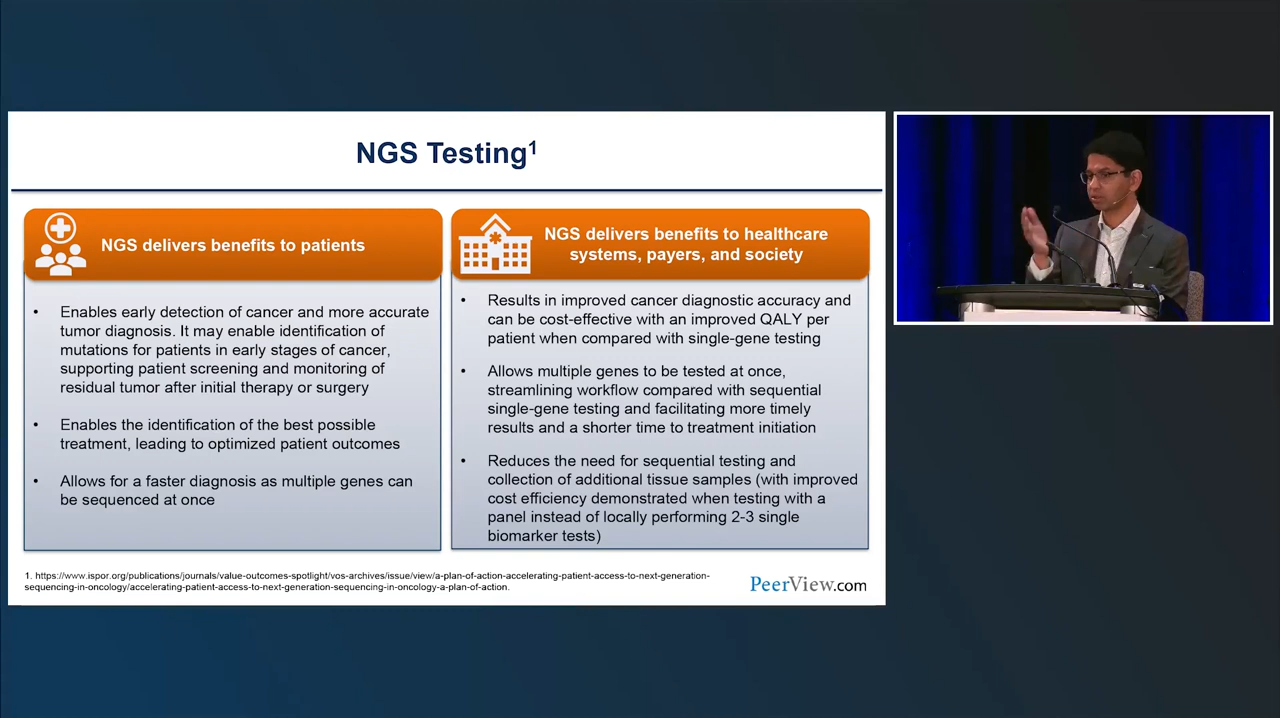 NGS Testing1
NGS delivers benefits to patients
• Enables early detection of cancer and more accurate
tumor diagnosis. It may enable identification of
mutations for patients in early stages of cancer,
supporting patient screening and monitoring of
residual tumor after initial therapy or surgery
• Enables the identification of the best possible
treatment, leading to optimized patient outcomes
• Allows for a faster diagnosis as multiple genes can
be sequenced at once
NGS delivers benefits to healthcare
systems, payers, and society
• Results in improved cancer diagnostic accuracy and
can be cost-effective with an improved QALY per
patient when compared with single-gene testing
• Allows multiple genes to be tested at once,
streamlining workflow compared with sequential
single-gene testing and facilitating more timely
results and a shorter time to treatment initiation
• Reduces the need for sequential testing and
collection of additional tissue samples (with improved
cost efficiency demonstrated when testing with a
panel instead of locally performing 2-3 single
biomarker tests)
1. https://www.ispor.org/publications/journals/value-outcomes-spotlight/vos-archives/issue/view/a-plan-of-action-accelerating-patient-access-to-next-generation-
sequencing-in-oncology/accelerating-patient-access-to-next-generation-sequencing-in-oncology-a-plan-of-action.
PeerView.com